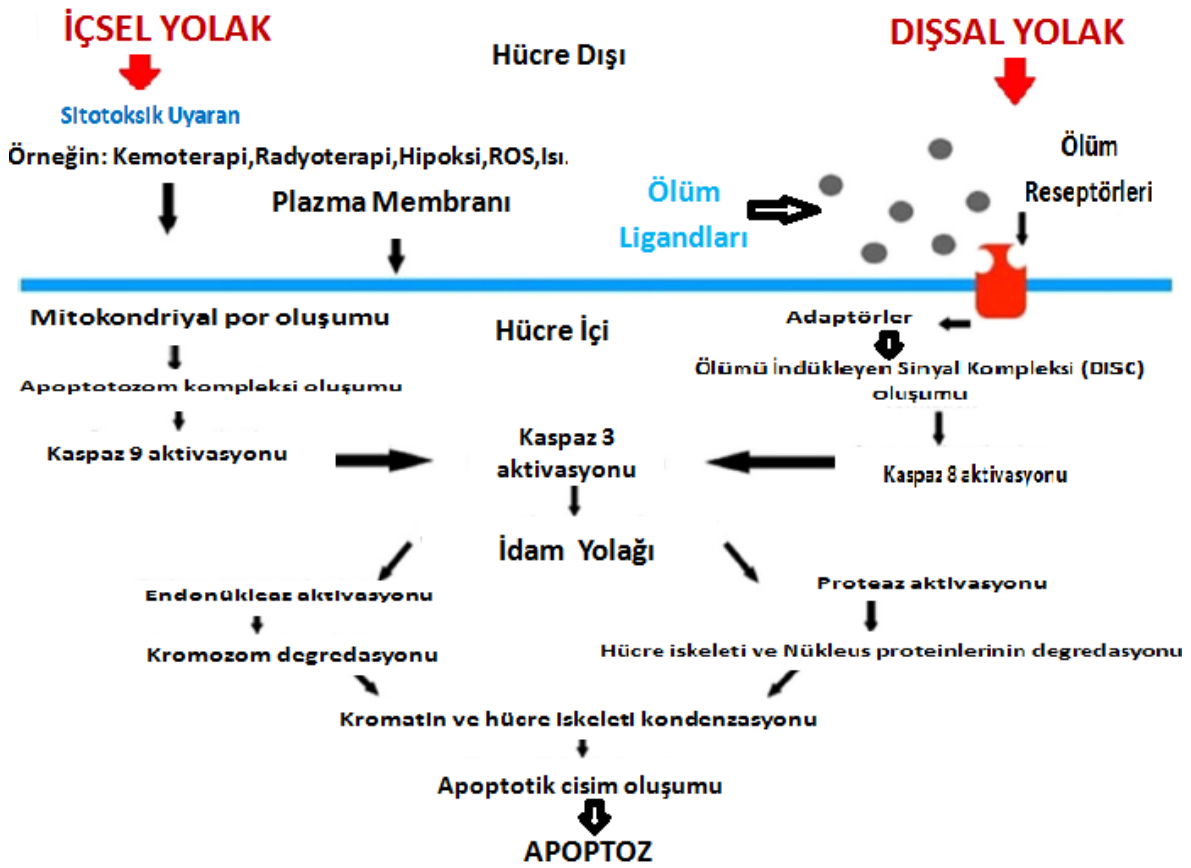 İÇSEL YOLAK
Hücre Dışı
DIŞSAL YOLAK
Sitotoksik Uyaran
Örneğin: Kemoterapi,Radyoterapi,Hipoksi,ROS,Isı.
Plazma Membranı
Ölüm
Ligandları
Ölüm
Reseptörleri
Mitokondriyal por oluşumu
Hücre İçi
Adaptörler
Apoptotozom kompleksi oluşumu
Ölümü İndükleyen Sinyal Kompleksi (DISC)
oluşumu
Kaspaz 9 aktivasyonu
Kaspaz 3
aktivasyonu
Kaspaz 8 aktivasyonu
İdam Yolağı
Endonükleaz aktivasyonu
Proteaz aktivasyonu
Kromozom degredasyonu
Hücre iskeleti ve Nükleus proteinlerinin degredasyonu
Kromatin ve hücre iskeleti kondenzasyonu
Apoptotik cisim oluşumu
APOPTOZ